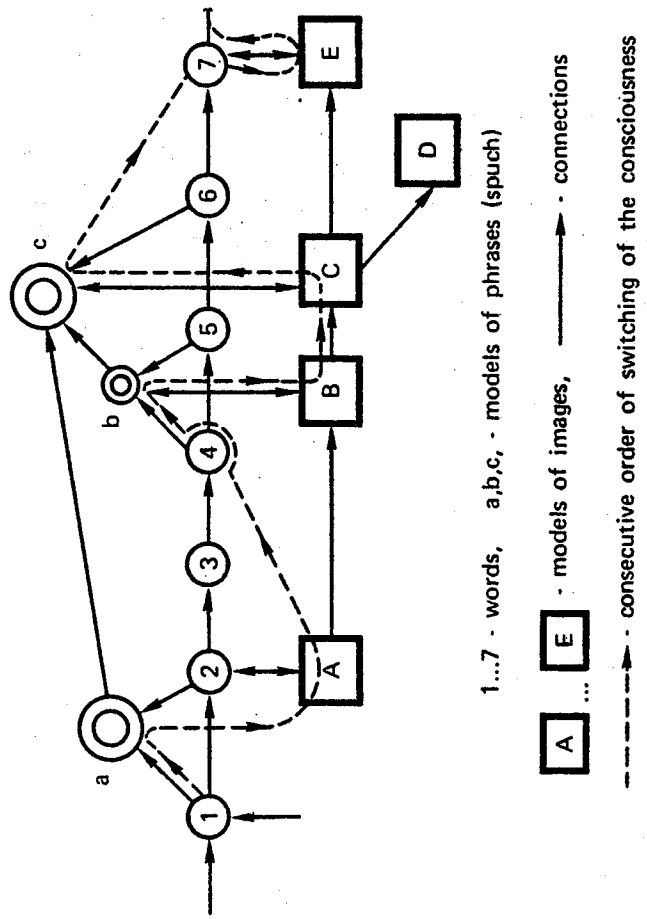 c
a
b
1 2 3 4 5 6 7
A B C E
D
1...7 - words, a,b,c, - models of phrases (spuch)
A ... E - models of images, - connections
- consecutive order of switching of the consciousness